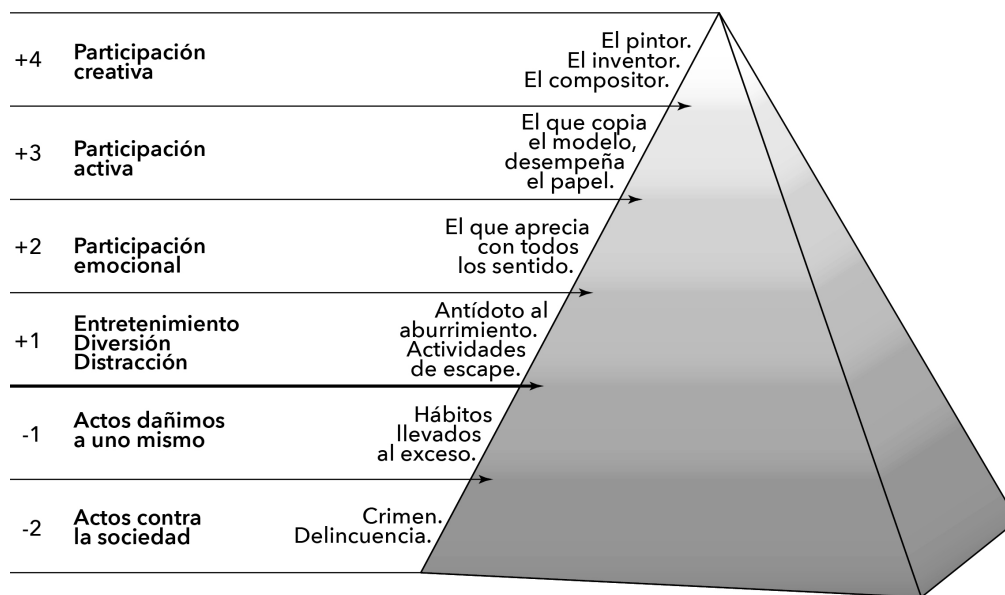 +4
Participación
creativa
El pintor.
El inventor.
El compositor.
+3
Participación
activa
El que copia
el modelo,
desempeña
el papel.
+2
Participación
emocional
El que aprecia
con todos
los sentido.
+1
Entretenimiento
Diversión
Distracción
Antídoto al
aburrimiento.
Actividades
de escape.
-1
Actos dañimos
a uno mismo
Hábitos
llevados
al exceso.
-2
Actos contra
la sociedad
Crimen.
Delincuencia.